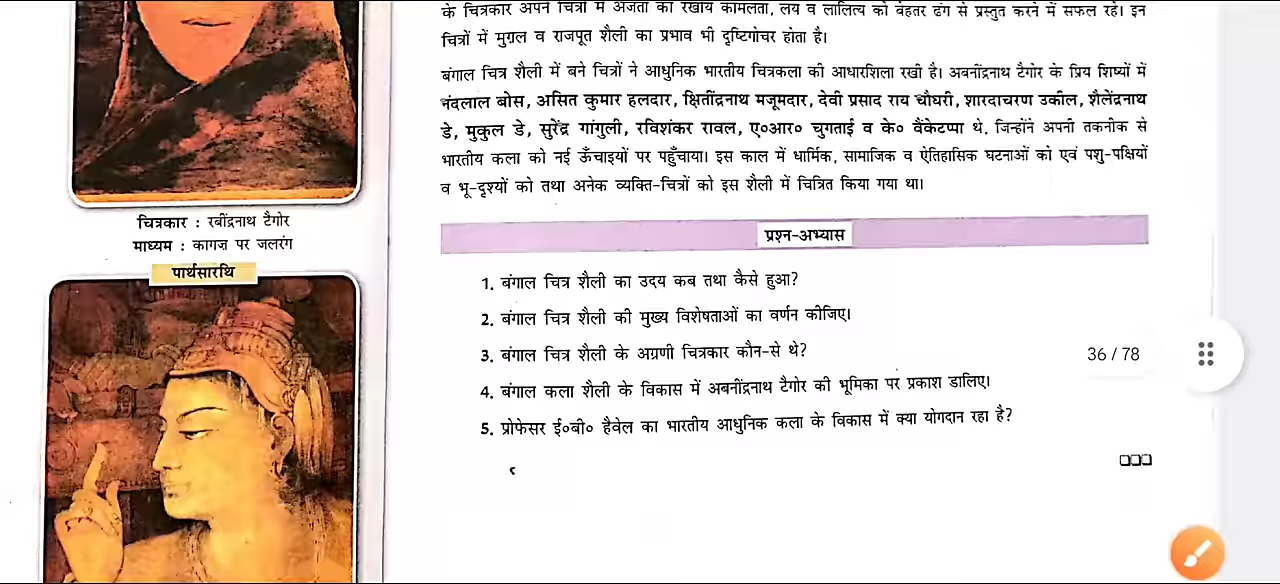 चित्रकार : रबींद्रनाथ टैगोर
माध्यम : कागज पर जलरंग
पार्थसारथि
के चित्रकार अपने चित्रों में अजंता की रेखीय कोमलता, लय व लालित्य को बेहतर ढंग से प्रस्तुत करने में सफल रहे। इन
चित्रों में मुग़ल व राजपूत शैली का प्रभाव भी दृष्टिगोचर होता है।
बंगाल चित्र शैली में बने चित्रों ने आधुनिक भारतीय चित्रकला की आधारशिला रखी है। अबनींद्रनाथ टैगोर के प्रिय शिष्यों में
नंदलाल बोस, असित कुमार हलदार, क्षितींद्रनाथ मजूमदार, देवी प्रसाद राय चौधरी, शारदाचरण उकील, शैलेंद्रनाथ
डे, मुकुल डे, सुरेंद्र गांगुली, रविशंकर रावल, ए०आर० चुगताई व के० वैंकेटप्पा थे, जिन्होंने अपनी तकनीक से
भारतीय कला को नई ऊँचाइयों पर पहुँचाया। इस काल में धार्मिक, सामाजिक व ऐतिहासिक घटनाओं को एवं पशु-पक्षियों
व भू-दृश्यों को तथा अनेक व्यक्ति-चित्रों को इस शैली में चित्रित किया गया था।
प्रश्न-अभ्यास
1. बंगाल चित्र शैली का उदय कब तथा कैसे हुआ?
2. बंगाल चित्र शैली की मुख्य विशेषताओं का वर्णन कीजिए।
3. बंगाल चित्र शैली के अग्रणी चित्रकार कौन-से थे?
4. बंगाल कला शैली के विकास में अबनींद्रनाथ टैगोर की भूमिका पर प्रकाश डालिए।
5. प्रोफेसर ई०बी० हैवेल का भारतीय आधुनिक कला के विकास में क्या योगदान रहा है?
36 / 78